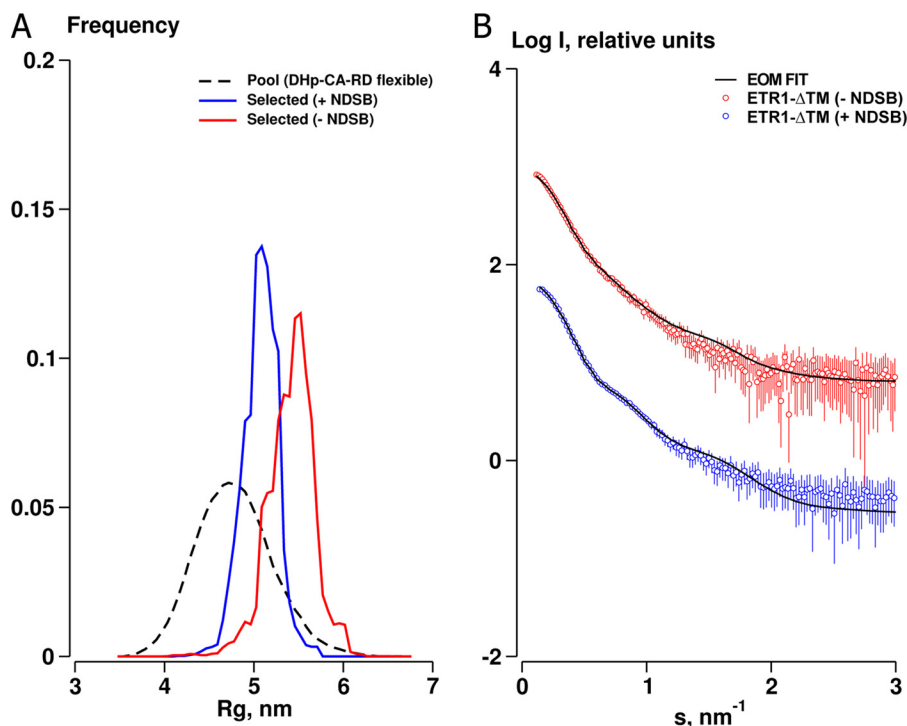 A
Frequency
0.2
0.15
0.1
0.05
0
3
4
5
6
7
Rg, nm
Pool (DHp-CA-RD flexible)
Selected (+ NDSB)
Selected (- NDSB)
B
Log I, relative units
4
2
0
-2
0
1
2
3
s, nm⁻¹
EOM FIT
ETR1-ΔTM (- NDSB)
ETR1-ΔTM (+ NDSB)